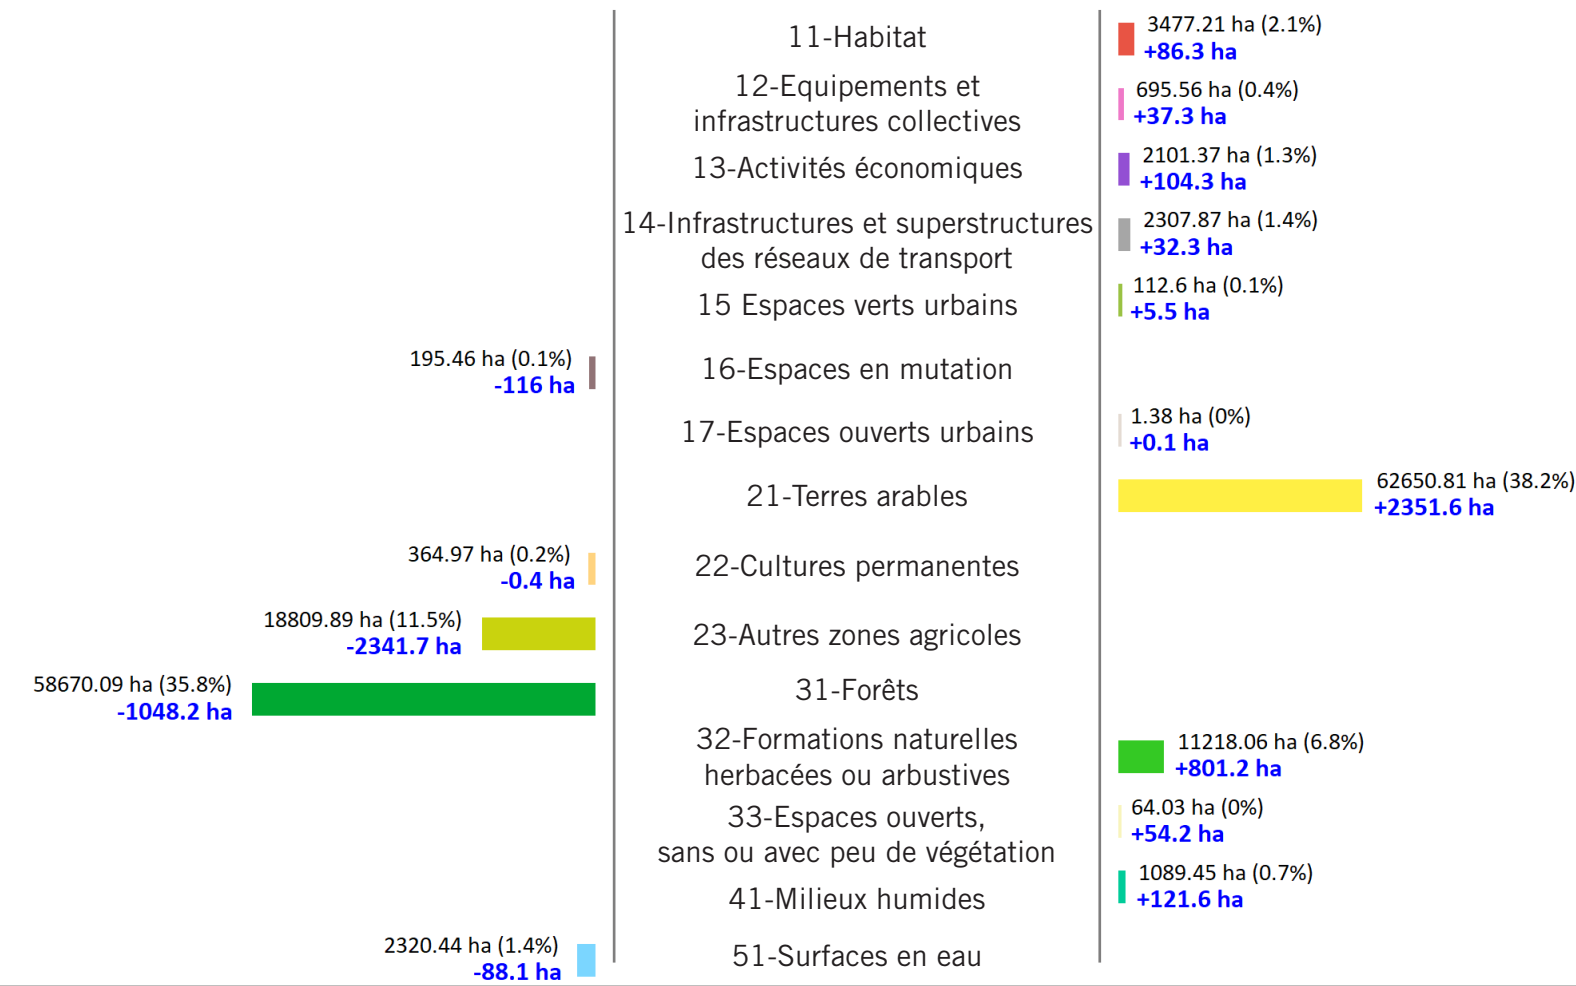 11-Habitat
3477.21 ha (2.1%)
+86.3 ha
12-Equipements et
infrastructures collectives
695.56 ha (0.4%)
+37.3 ha
13-Activités économiques
2101.37 ha (1.3%)
+104.3 ha
14-Infrastructures et superstructures
des réseaux de transport
2307.87 ha (1.4%)
+32.3 ha
15 Espaces verts urbains
112.6 ha (0.1%)
+5.5 ha
195.46 ha (0.1%)
-116 ha
16-Espaces en mutation
17-Espaces ouverts urbains
1.38 ha (0%)
+0.1 ha
21-Terres arables
62650.81 ha (38.2%)
+2351.6 ha
364.97 ha (0.2%)
-0.4 ha
22-Cultures permanentes
18809.89 ha (11.5%)
-2341.7 ha
23-Autres zones agricoles
58670.09 ha (35.8%)
-1048.2 ha
31-Forêts
32-Formations naturelles
herbacées ou arbustives
11218.06 ha (6.8%)
+801.2 ha
33-Espaces ouverts,
sans ou avec peu de végétation
64.03 ha (0%)
+54.2 ha
41-Milieux humides
1089.45 ha (0.7%)
+121.6 ha
2320.44 ha (1.4%)
-88.1 ha
51-Surfaces en eau